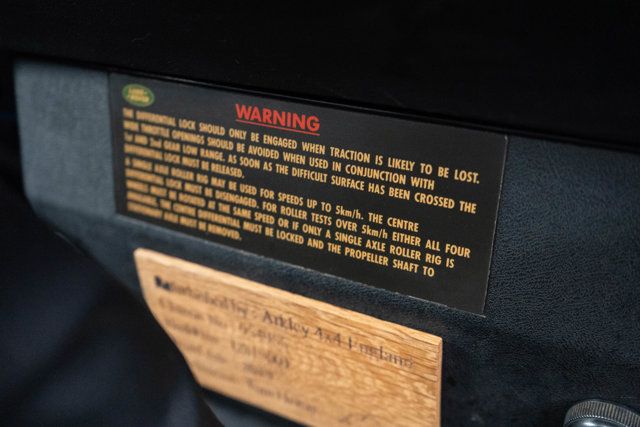 LAND ROVER
WARNING
THE DIFFERENTIAL LOCK SHOULD ONLY BE ENGAGED WHEN TRACTION IS LIKELY TO BE LOST.
WIDE THROTTLE OPENINGS SHOULD BE AVOIDED WHEN USED IN CONJUNCTION WITH
1st AND 2nd GEAR LOW RANGE. AS SOON AS THE DIFFICULT SURFACE HAS BEEN CROSSED THE
DIFFERENTIAL LOCK MUST BE RELEASED.
A SINGLE AXLE ROLLER RIG MAY BE USED FOR SPEEDS UP TO 5km/h. THE CENTRE
DIFFERENTIAL LOCK MUST BE DISENGAGED. FOR ROLLER TESTS OVER 5km/h EITHER ALL FOUR
WHEELS MUST BE ROTATED AT THE SAME SPEED OR IF ONLY A SINGLE AXLE ROLLER RIG IS
AVAILABLE, THE CENTRE DIFFERENTIAL MUST BE LOCKED AND THE PROPELLER SHAFT TO
AXLE MUST BE REMOVED.
Refurbished by: Arkley 4x4 England